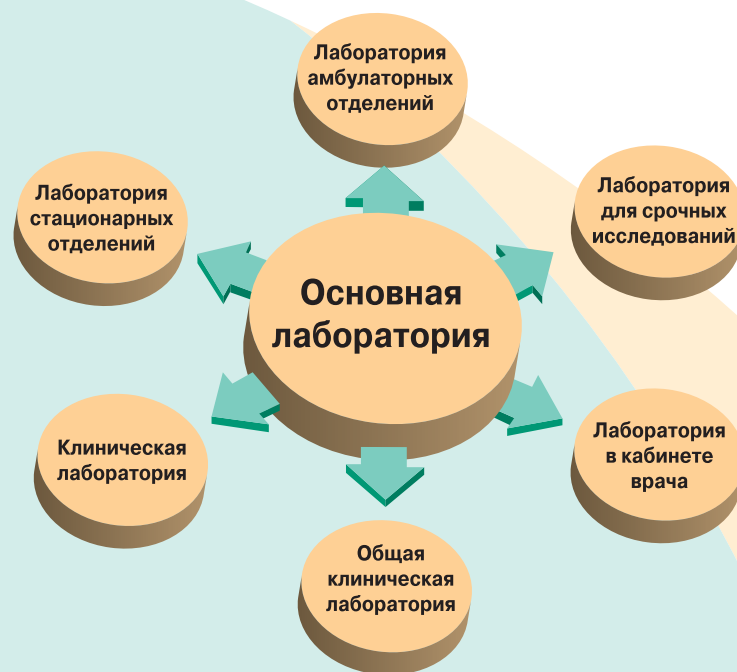 Лаборатория
амбулаторных
отделений
Лаборатория
стационарных
отделений
Лаборатория
для срочных
исследований
Основная
лаборатория
Клиническая
лаборатория
Лаборатория
в кабинете
врача
Общая
клиническая
лаборатория